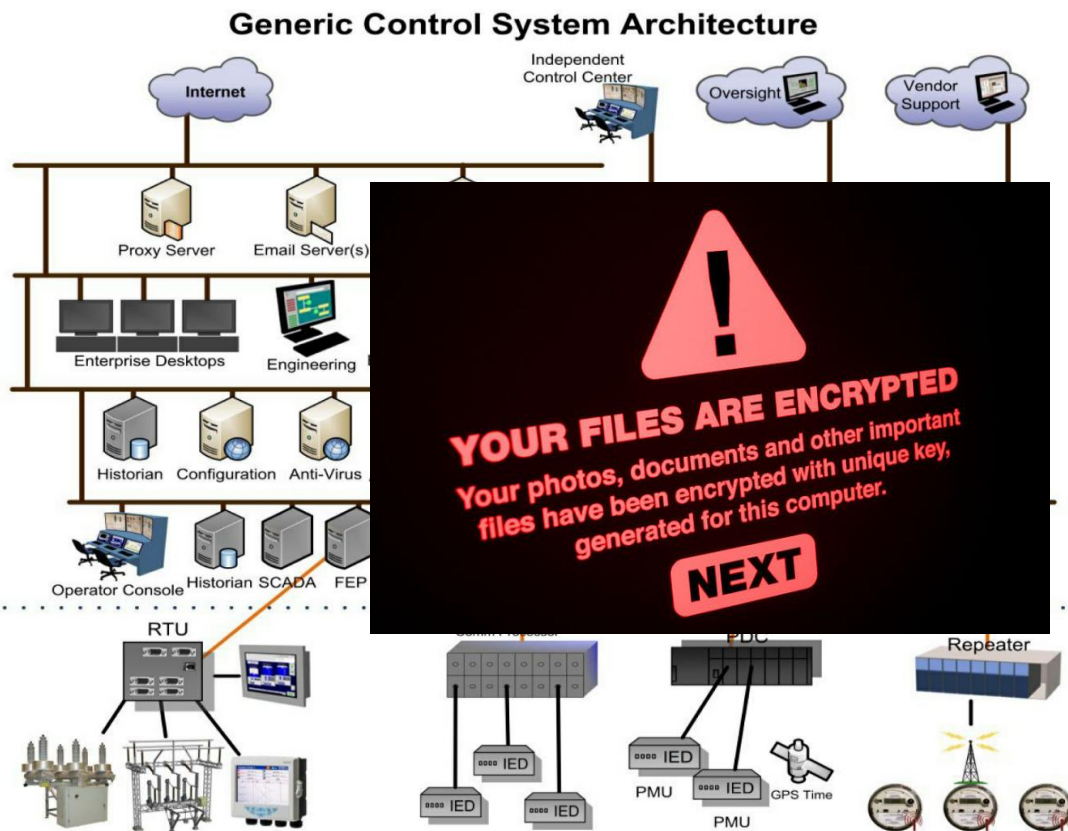 Generic Control System Architecture
Internet
Independent
Control Center
Oversight
Vendor
Support
Proxy Server
Email Server(s)
Enterprise Desktops
Engineering
Historian
Configuration
Anti-Virus
YOUR FILES ARE ENCRYPTED
Your photos, documents and other important
files have been encrypted with unique key,
generated for this computer.
NEXT
Operator Console
Historian
SCADA
FEP
RTU
Comm Processor
PDC
Repeater
IED
IED
IED
IED
IED
PMU
PMU
GPS Time